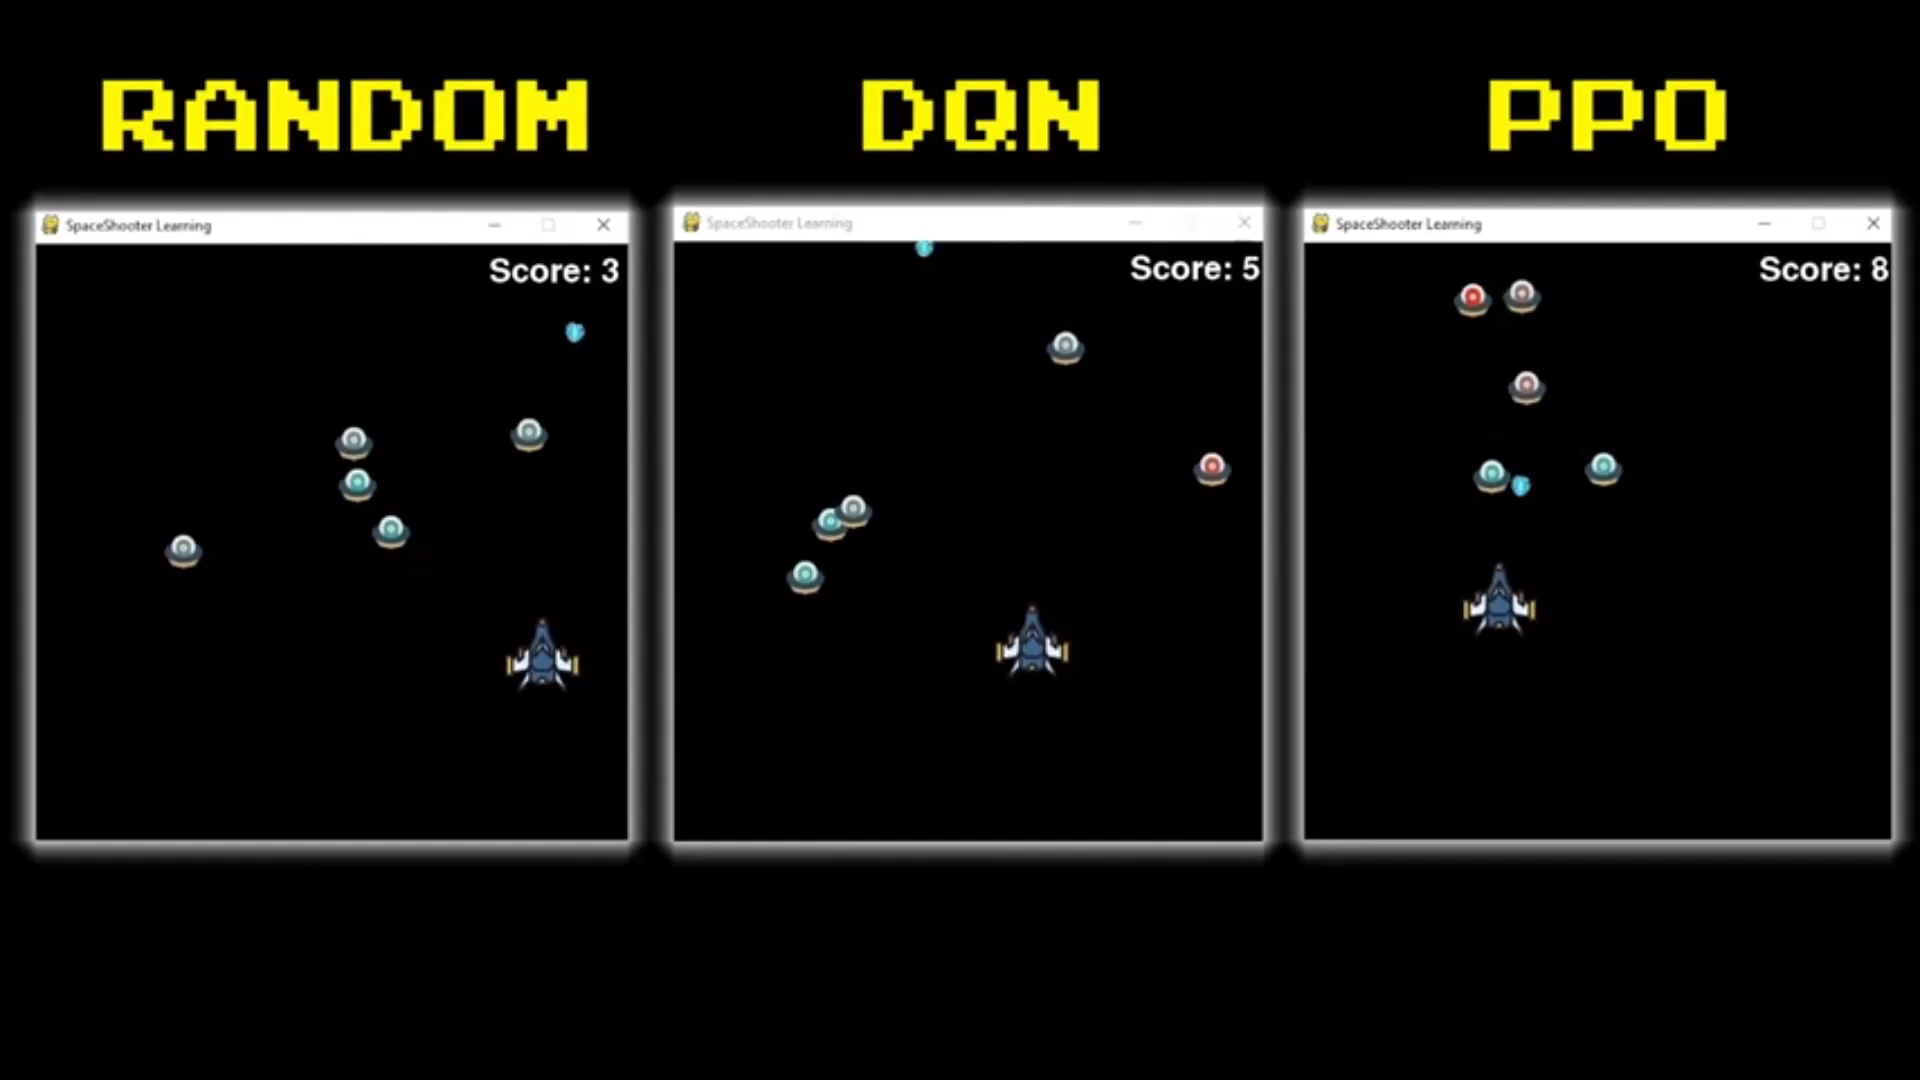 RANDOM
DQN
PPO
SpaceShooter Learning
SpaceShooter Learning
SpaceShooter Learning
Score: 3
Score: 5
Score: 8